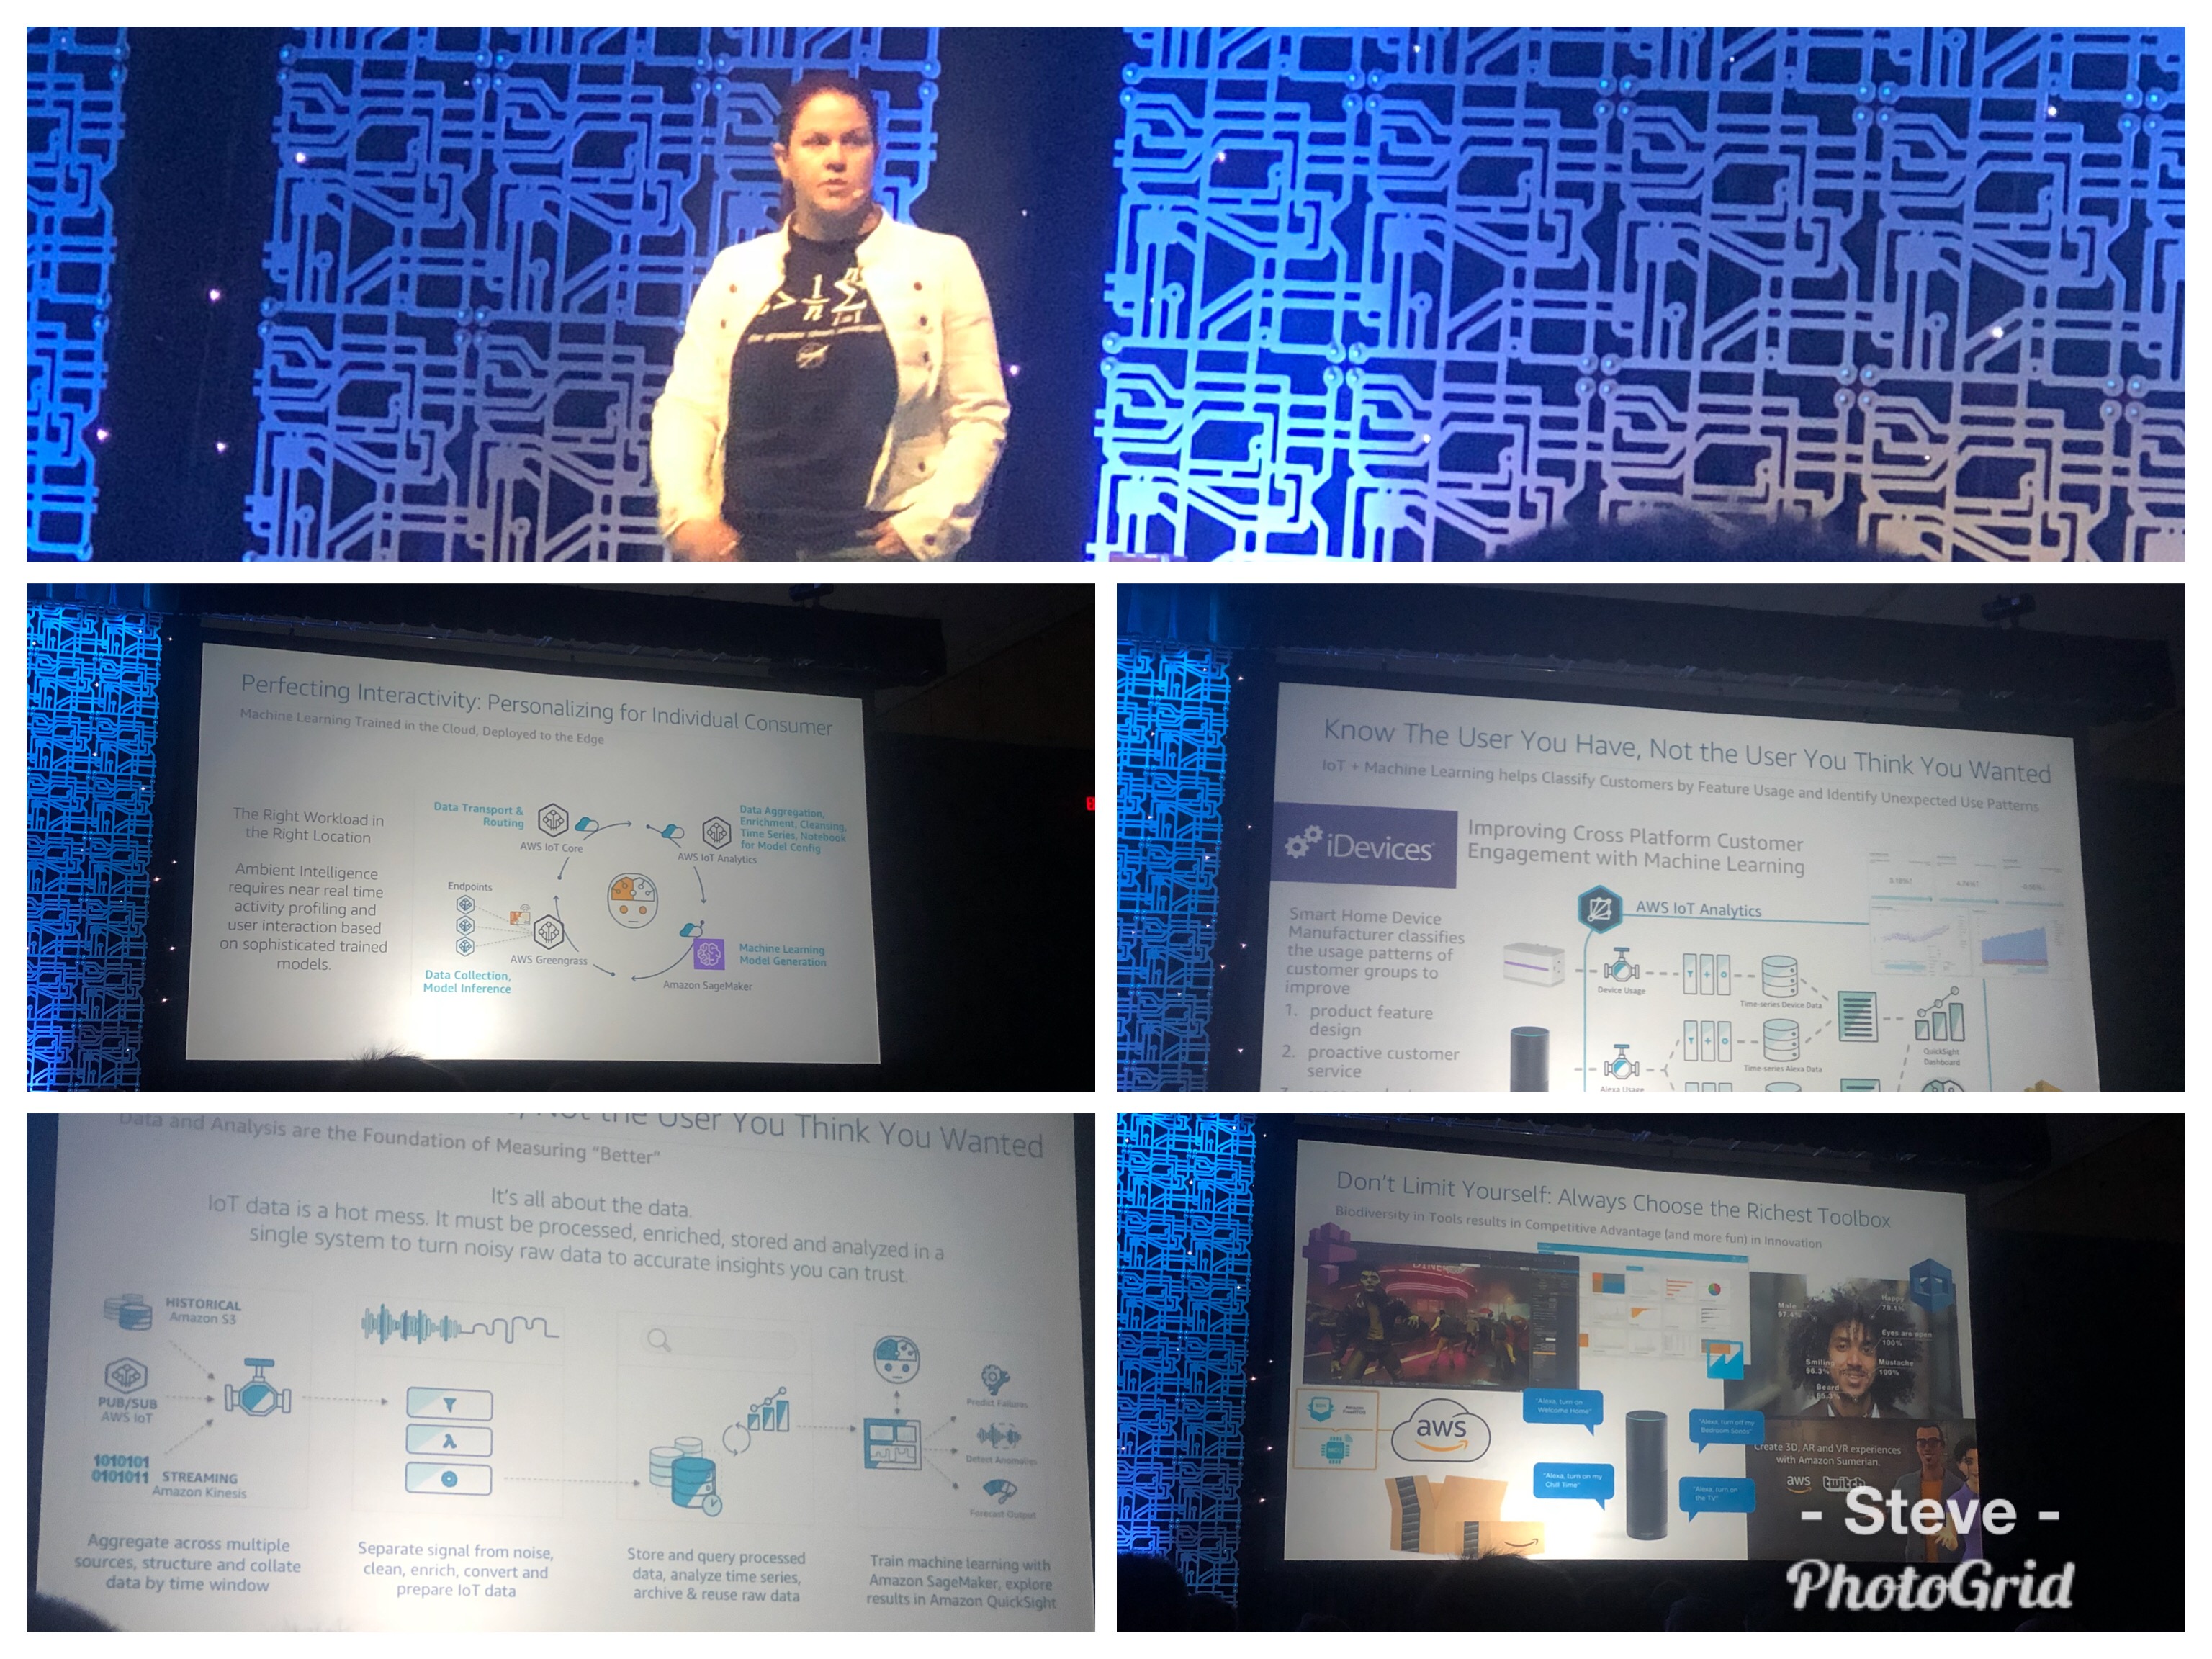 > 1/n Σ
n
i=1
Perfecting Interactivity: Personalizing for Individual Consumer
Machine Learning Trained in the Cloud, Deployed to the Edge
The Right Workload in
the Right Location
Ambient Intelligence
requires near real time
activity profiling and
user interaction based
on sophisticated trained
models.
Data Transport &
Routing
AWS IoT Core
Data Aggregation,
Enrichment, Cleansing,
Time Series, Notebook
for Model Config
AWS IoT Analytics
Endpoints
AWS Greengrass
Data Collection,
Model Inference
Machine Learning
Model Generation
Amazon SageMaker
Know The User You Have, Not the User You Think You Wanted
IoT + Machine Learning helps Classify Customers by Feature Usage and Identify Unexpected Use Patterns
iDevices
Improving Cross Platform Customer
Engagement with Machine Learning
AWS IoT Analytics
Smart Home Device
Manufacturer classifies
the usage patterns of
customer groups to
improve
1. product feature
design
2. proactive customer
service
Device Usage
Time-series Device Data
QuickSight
Dashboard
Time-series Alexa Data
Alexa Usage
Not the User You Think You Wanted
Data and Analysis are the Foundation of Measuring “Better”
It’s all about the data.
IoT data is a hot mess. It must be processed, enriched, stored and analyzed in a
single system to turn noisy raw data to accurate insights you can trust.
HISTORICAL
Amazon S3
PUB/SUB
AWS IoT
1010101
0101011
STREAMING
Amazon Kinesis
λ
Predict Failures
Detect Anomalies
Forecast Output
Aggregate across multiple
sources, structure and collate
data by time window
Separate signal from noise,
clean, enrich, convert and
prepare IoT data
Store and query processed
data, analyze time series,
archive & reuse raw data
Train machine learning with
Amazon SageMaker, explore
results in Amazon QuickSight
Don’t Limit Yourself: Always Choose the Richest Toolbox
Biodiversity in Tools results in Competitive Advantage (and more fun) in Innovation
DINER
Male
97.4%
Happy
78.1%
Eyes are open
100%
Smiling
98.3%
Mustache
100%
Beard
aws
"Alexa, turn on
Welcome Home"
"Alexa, turn off my
Bedroom Sonos"
"Alexa, turn on my
Chill Time"
"Alexa, turn on
the TV"
Create 3D, AR and VR experiences
with Amazon Sumerian.
aws
twitch
- Steve -
PhotoGrid